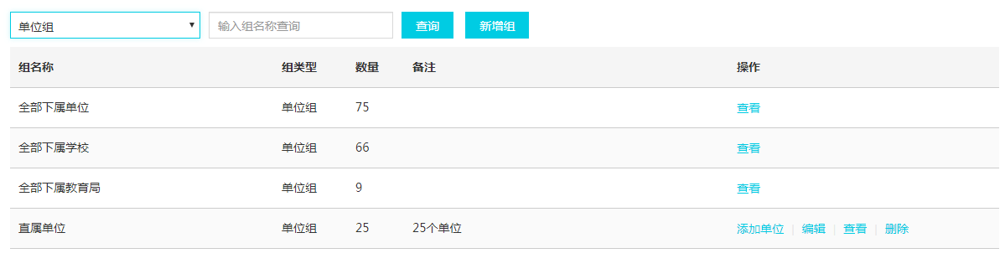 单位组 输入组名称查询 查询 新增组
组名称 组类型 数量 备注 操作
全部下属单位 单位组 75 查看
全部下属学校 单位组 66 查看
全部下属教育局 单位组 9 查看
直属单位 单位组 25 25个单位 添加单位 | 编辑 | 查看 | 删除